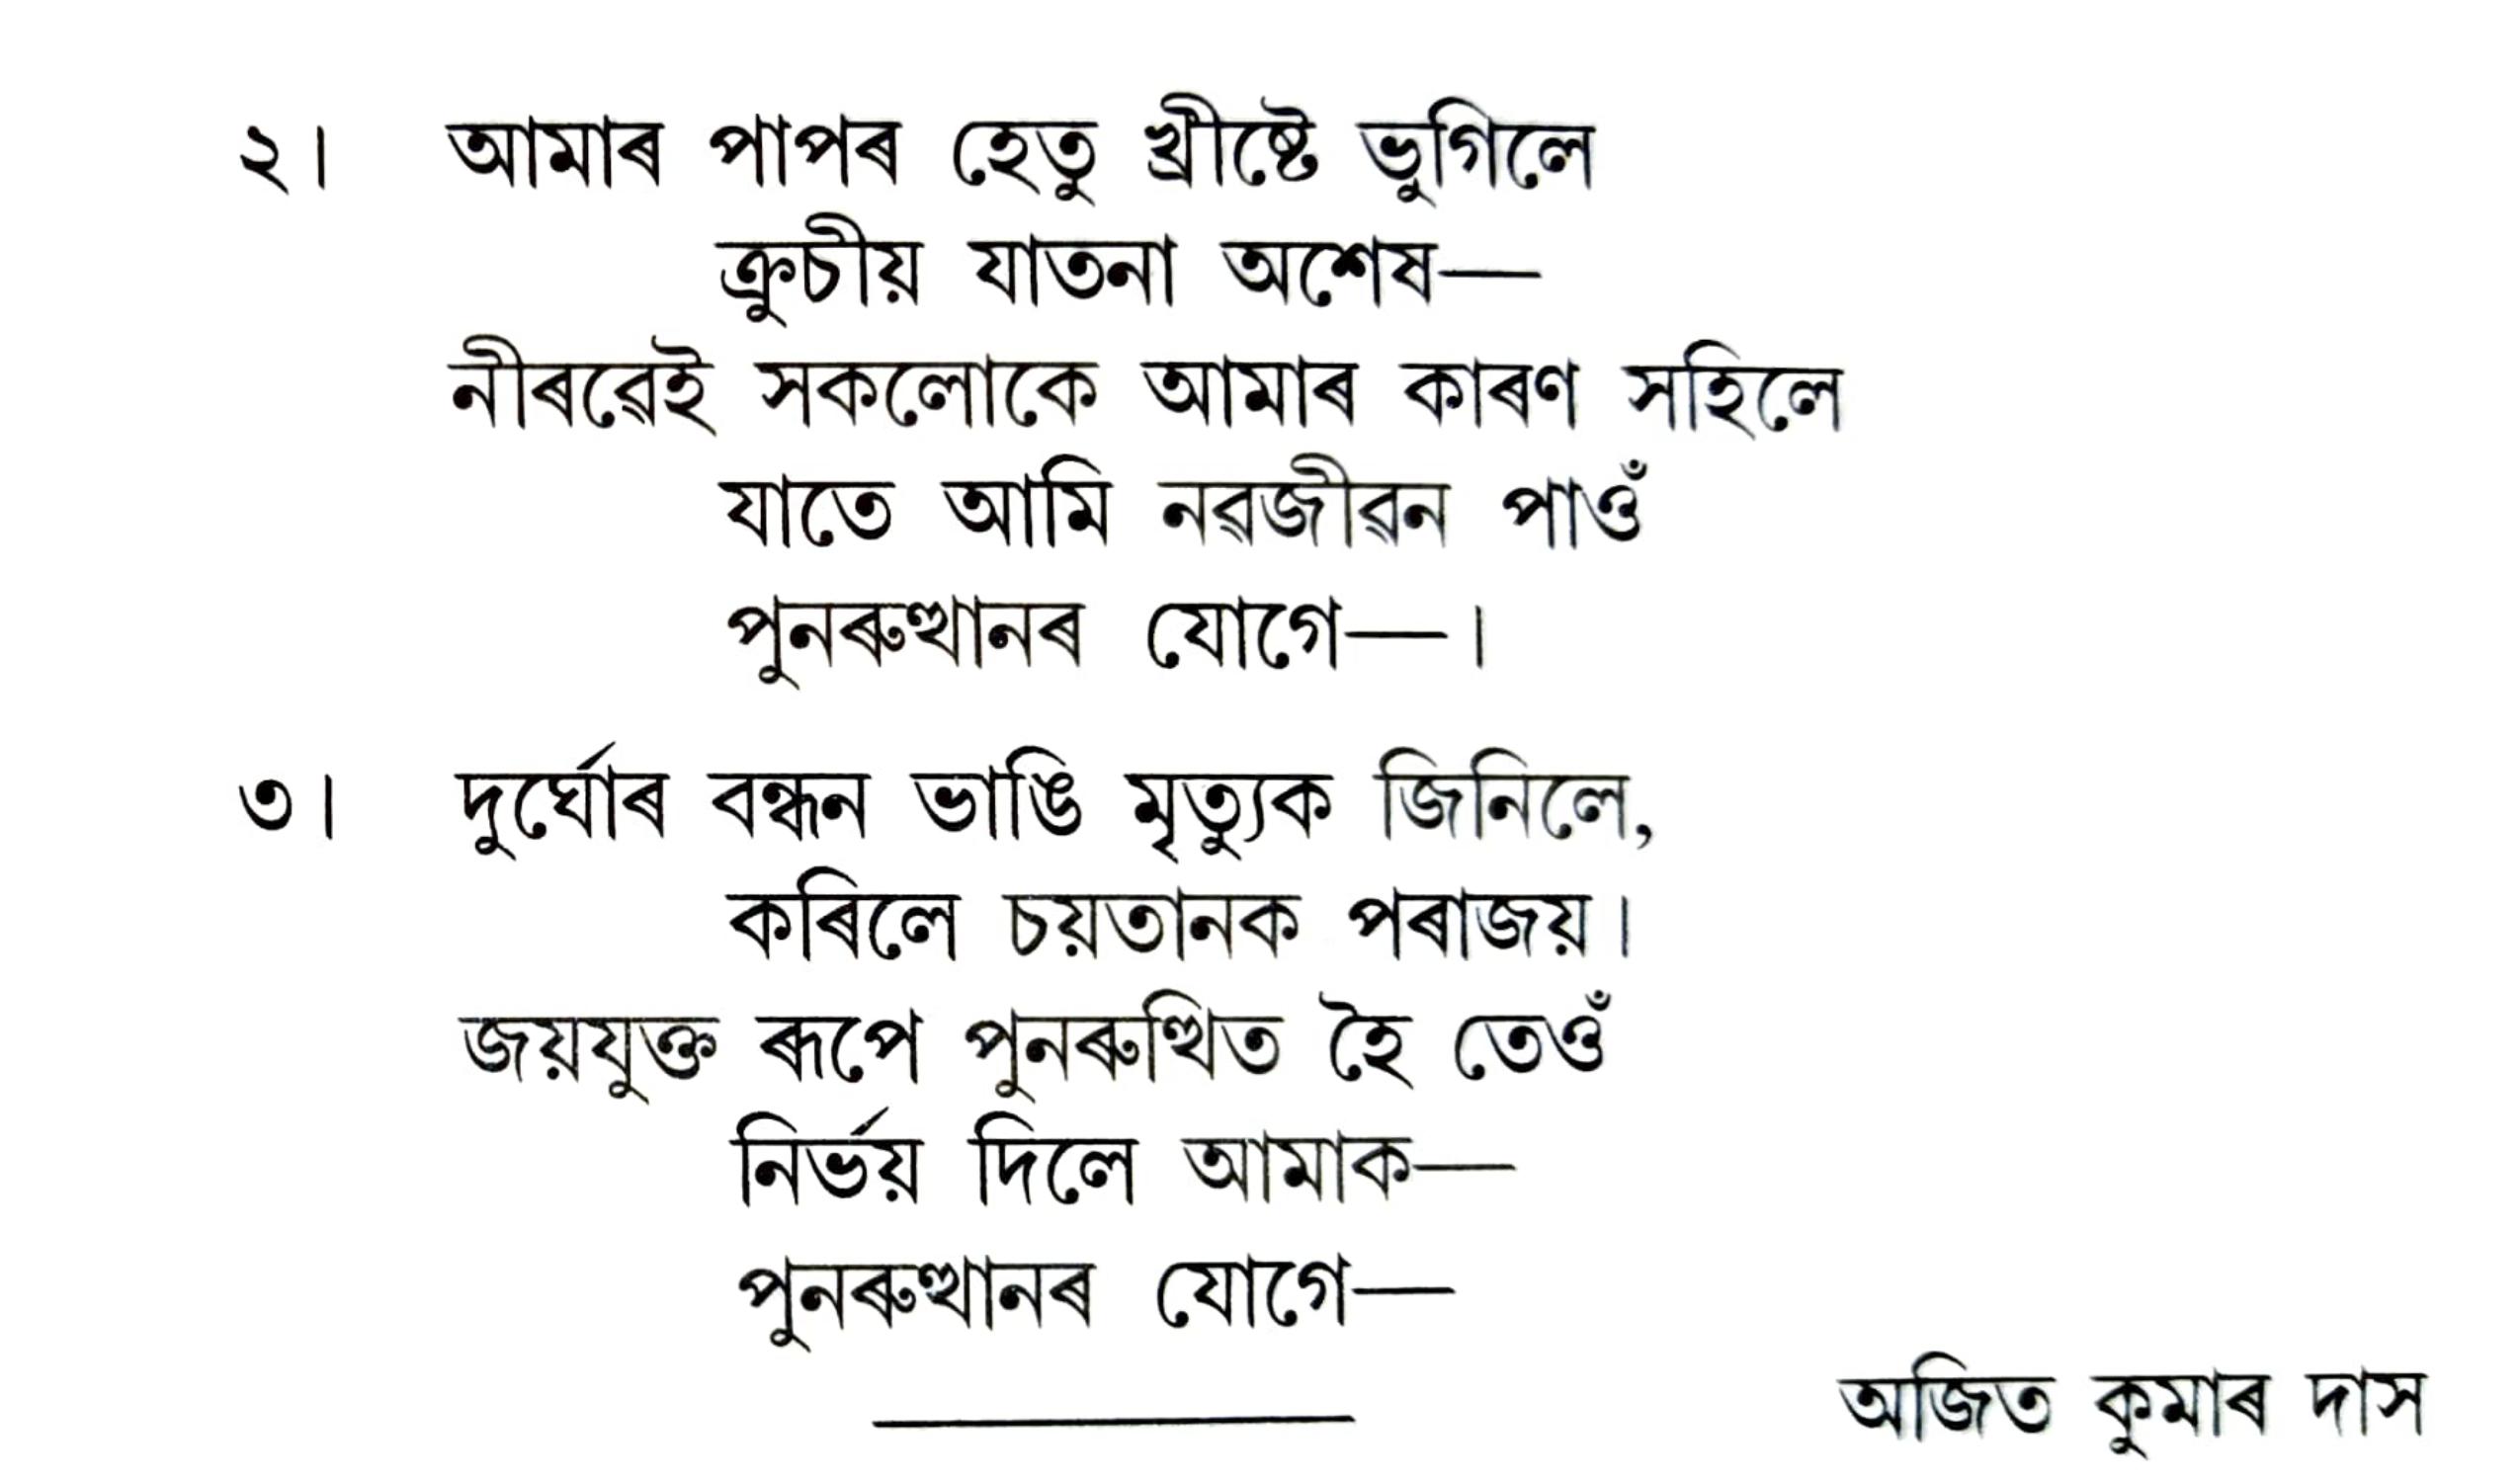 ২। আমাৰ পাপৰ হেতু খ্ৰীষ্টে ভুগিলে
ক্ৰুচীয় যাতনা অশেষ—
নীৰৱেই সকলোকে আমাৰ কাৰণ সহিলে
যাতে আমি নৱজীৱন পাওঁ
পুনৰুত্থানৰ যোগে—।
৩। দুৰ্ঘোৰ বন্ধন ভাঙি মৃত্যুক জিনিলে,
কৰিলে চয়তানক পৰাজয়।
জয়যুক্ত ৰূপে পুনৰুত্থিত হৈ তেওঁ
নিৰ্ভয় দিলে আমাক—
পুনৰুত্থানৰ যোগে—
অজিত কুমাৰ দাস